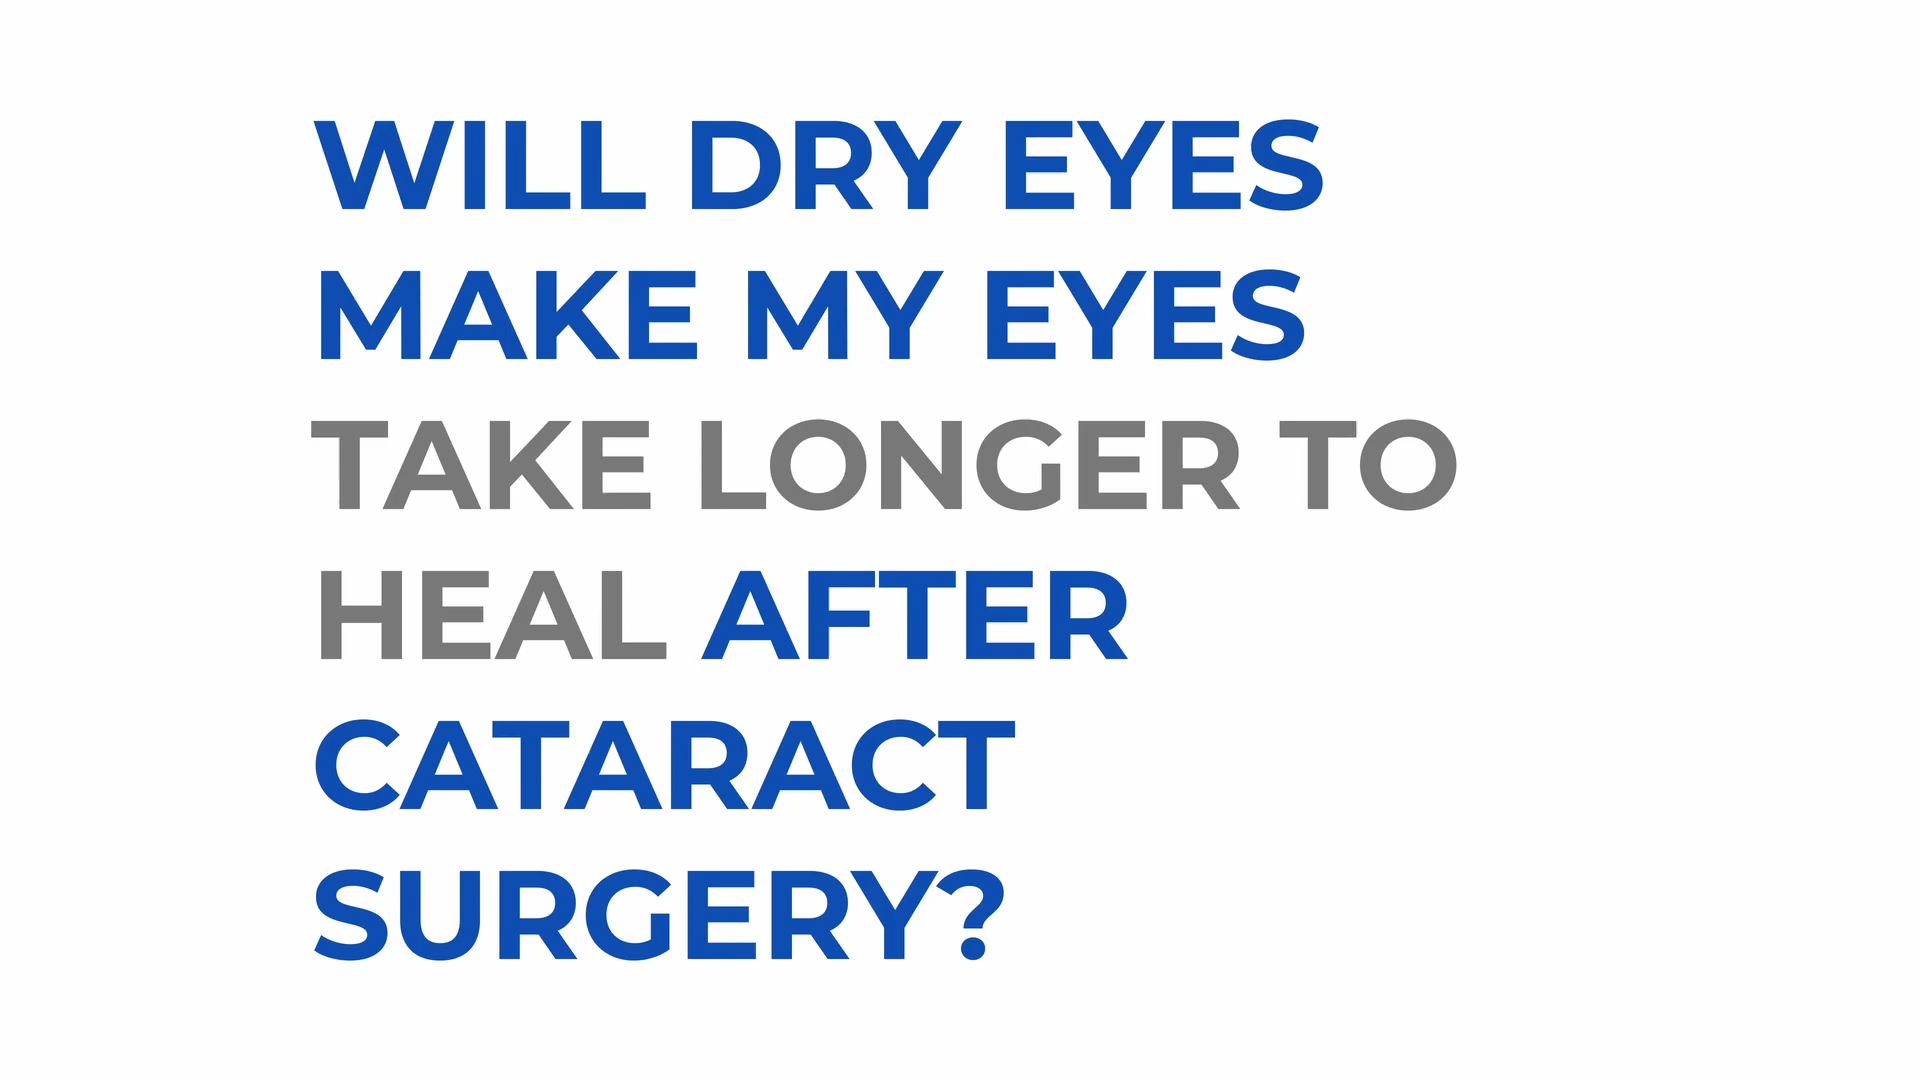 WILL DRY EYES
MAKE MY EYES
TAKE LONGER TO
HEAL AFTER
CATARACT
SURGERY?